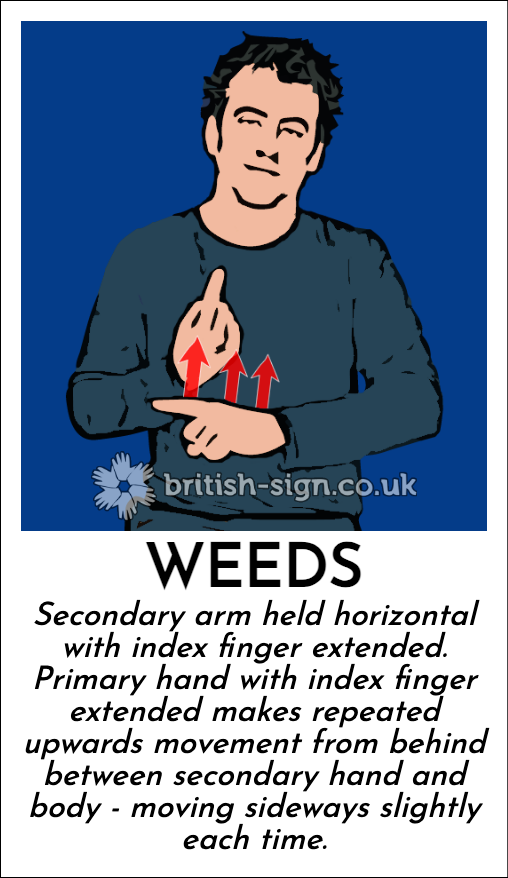 british-sign.co.uk
WEEDS
Secondary arm held horizontal
with index finger extended.
Primary hand with index finger
extended makes repeated
upwards movement from behind
between secondary hand and
body - moving sideways slightly
each time.